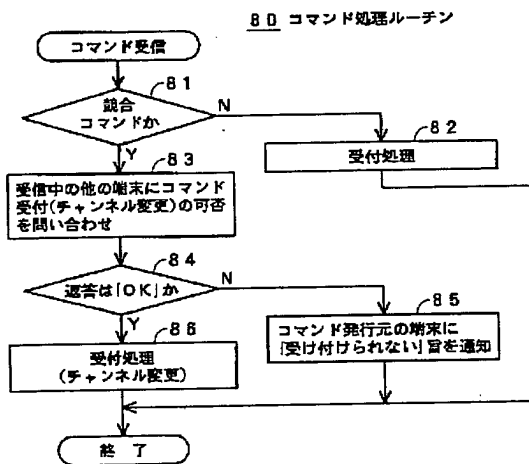 80 コマンド処理ルーチン
コマンド受信
81
競合
コマンドか
N
Y
82
受付処理
83
受信中の他の端末にコマンド
受付(チャンネル変更)の可否
を問い合わせ
84
返答は「OK」か
N
Y
85
コマンド発行元の端末に
「受け付けられない」旨を通知
86
受付処理
(チャンネル変更)
終了